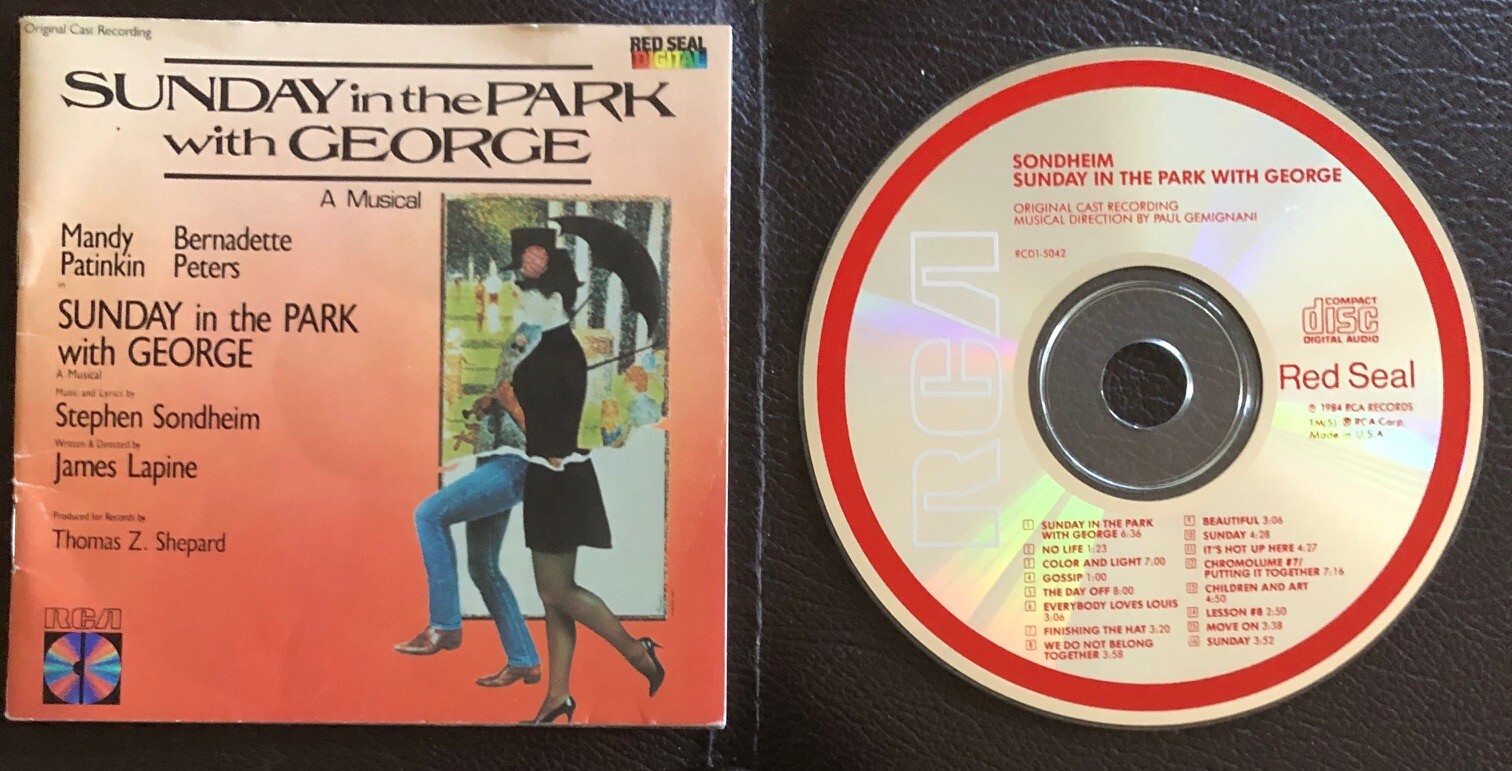 Original Cast Recording
RED SEAL
DIGITAL
SUNDAY in the PARK
with GEORGE
A Musical
Mandy Bernadette
Patinkin Peters
in
SUNDAY in the PARK
with GEORGE
A Musical
Music and Lyrics by
Stephen Sondheim
Written & Directed by
James Lapine
Produced for Records by
Thomas Z. Shepard
RCA
SONDHEIM
SUNDAY IN THE PARK WITH GEORGE
ORIGINAL CAST RECORDING
MUSICAL DIRECTION BY PAUL GEMIGNANI
RCD1-5042
RCA
COMPACT
disc
DIGITAL AUDIO
Red Seal
℗ 1984 RCA RECORDS
TM(S) ® RCA Corp.
Made in U.S.A
1 SUNDAY IN THE PARK
WITH GEORGE 6:36
2 NO LIFE 1:23
3 COLOR AND LIGHT 7:00
4 GOSSIP 1:00
5 THE DAY OFF 8:00
6 EVERYBODY LOVES LOUIS
3:06
7 FINISHING THE HAT 3:20
8 WE DO NOT BELONG
TOGETHER 3:58
9 BEAUTIFUL 3:06
10 SUNDAY 4:28
11 IT'S HOT UP HERE 4:27
12 CHROMOLUME #7/
PUTTING IT TOGETHER 7:16
13 CHILDREN AND ART
4:50
14 LESSON #8 2:50
15 MOVE ON 3:38
16 SUNDAY 3:52